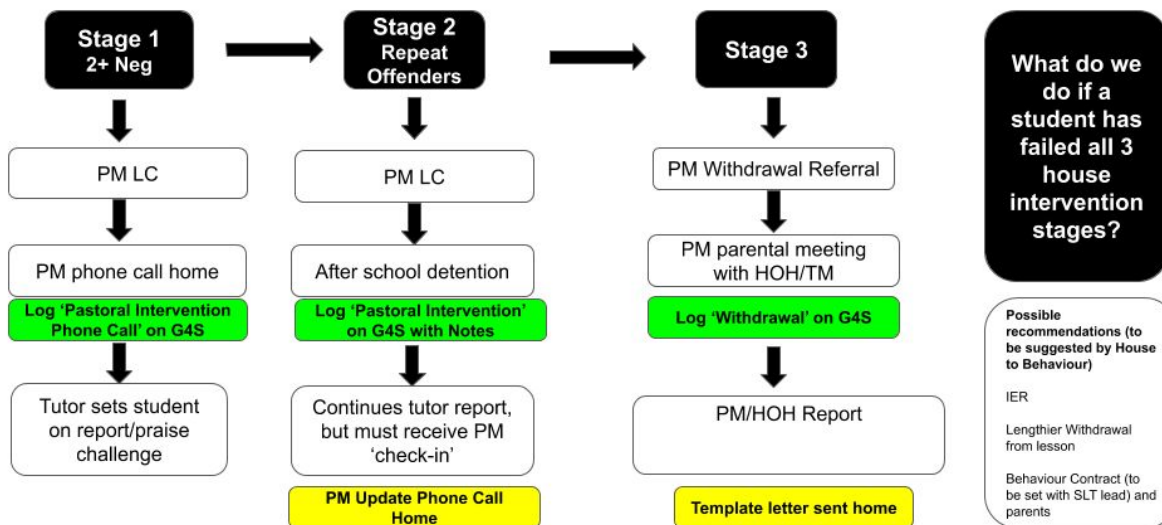 Stage 1
2+ Neg
PM LC
PM phone call home
Log ‘Pastoral Intervention
Phone Call’ on G4S
Tutor sets student
on report/praise
challenge
Stage 2
Repeat
Offenders
PM LC
After school detention
Log ‘Pastoral Intervention’
on G4S with Notes
Continues tutor report,
but must receive PM
‘check-in’
PM Update Phone Call
Home
Stage 3
PM Withdrawal Referral
PM parental meeting
with HOH/TM
Log ‘Withdrawal’ on G4S
PM/HOH Report
Template letter sent home
What do we
do if a
student has
failed all 3
house
intervention
stages?
Possible
recommendations (to
be suggested by House
to Behaviour)
IER
Lengthier Withdrawal
from lesson
Behaviour Contract (to
be set with SLT lead) and
parents